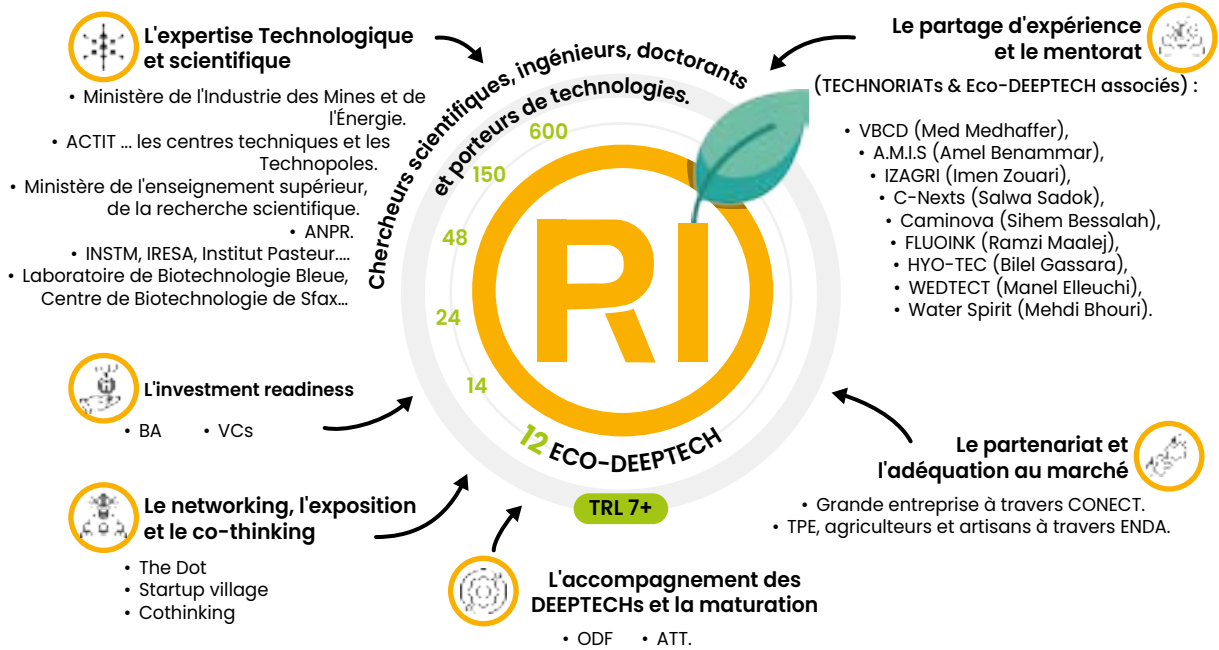 L'expertise Technologique
et scientifique
• Ministère de l'Industrie des Mines et de
l'Énergie.
• ACTIT ... les centres techniques et les
Technopoles.
• Ministère de l'enseignement supérieur,
de la recherche scientifique.
• ANPR.
• INSTM, IRESA, Institut Pasteur....
• Laboratoire de Biotechnologie Bleue,
Centre de Biotechnologie de Sfax...
L'investment readiness
• BA • VCs
Le networking, l'exposition
et le co-thinking
• The Dot
• Startup village
• Cothinking
Chercheurs scientifiques, ingénieurs, doctorants
et porteurs de technologies.
600
150
48
24
14
12 ECO-DEEPTECH
RI
TRL 7+
L'accompagnement des
DEEPTECHs et la maturation
• ODF • ATT.
Le partage d'expérience
et le mentorat
(TECHNORIATs & Eco-DEEPTECH associés) :
• VBCD (Med Medhaffer),
• A.M.I.S (Amel Benammar),
• IZAGRI (Imen Zouari),
• C-Nexts (Salwa Sadok),
• Caminova (Sihem Bessalah),
• FLUOINK (Ramzi Maalej),
• HYO-TEC (Bilel Gassara),
• WEDTECT (Manel Elleuchi),
• Water Spirit (Mehdi Bhouri).
Le partenariat et
l'adéquation au marché
• Grande entreprise à travers CONECT.
• TPE, agriculteurs et artisans à travers ENDA.